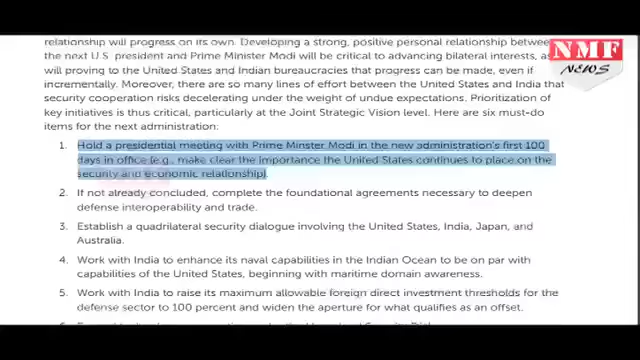 relationship will progress on its own. Developing a strong, positive personal relationship between
the next U.S. president and Prime Minister Modi will be critical to advancing bilateral interests, as
will proving to the United States and Indian bureaucracies that progress can be made, even if
incrementally. Moreover, there are so many lines of effort between the United States and India that
security cooperation risks decelerating under the weight of undue expectations. Prioritization of
key initiatives is thus critical, particularly at the Joint Strategic Vision level. Here are six must-do
items for the next administration:
1. Hold a presidential meeting with Prime Minster Modi in the new administration's first 100
days in office (e.g., make clear the importance the United States continues to place on the
security and economic relationship).
2. If not already concluded, complete the foundational agreements necessary to deepen
defense interoperability and trade.
3. Establish a quadrilateral security dialogue involving the United States, India, Japan, and
Australia.
4. Work with India to enhance its naval capabilities in the Indian Ocean to be on par with
capabilities of the United States, beginning with maritime domain awareness.
5. Work with India to raise its maximum allowable foreign direct investment thresholds for the
defense sector to 100 percent and widen the aperture for what qualifies as an offset.
NMF
NEWS